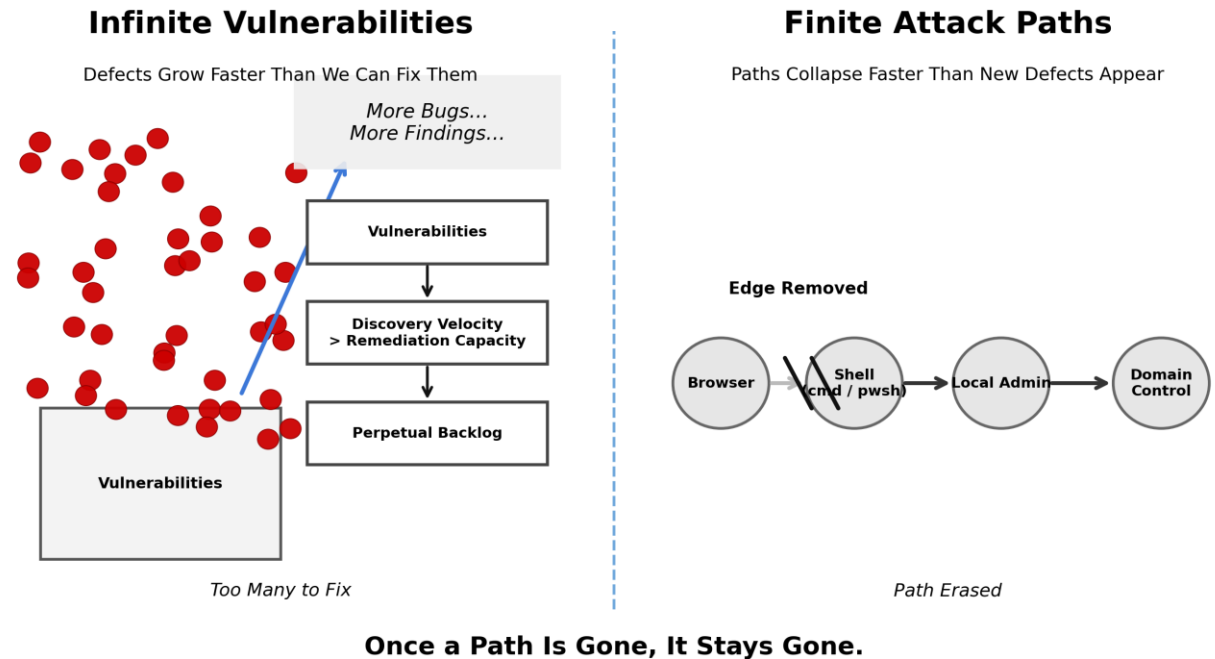 Infinite Vulnerabilities
Defects Grow Faster Than We Can Fix Them
More Bugs…
More Findings…
Vulnerabilities
Discovery Velocity
> Remediation Capacity
Perpetual Backlog
Vulnerabilities
Too Many to Fix
Finite Attack Paths
Paths Collapse Faster Than New Defects Appear
Edge Removed
Browser
Shell
(cmd / pwsh)
Local Admin
Domain
Control
Path Erased
Once a Path Is Gone, It Stays Gone.